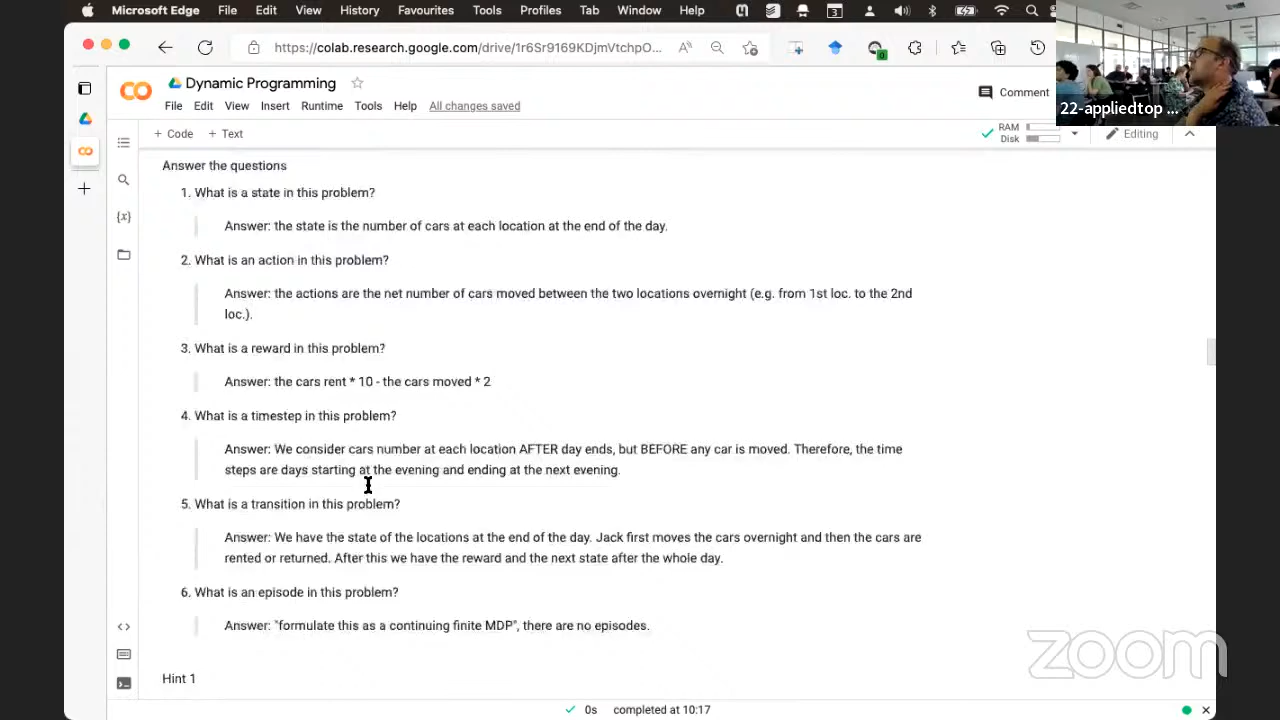 Microsoft Edge File Edit View History Favourites Tools Profiles Tab Window Help 3
https://colab.research.google.com/drive/1r6Sr9169KDjmVtchpO...
0
22-appliedtop ...
Dynamic Programming
File Edit View Insert Runtime Tools Help All changes saved
Comment
+ Code + Text
RAM
Disk
Editing
Answer the questions
1. What is a state in this problem?
Answer: the state is the number of cars at each location at the end of the day.
2. What is an action in this problem?
Answer: the actions are the net number of cars moved between the two locations overnight (e.g. from 1st loc. to the 2nd
loc.).
3. What is a reward in this problem?
Answer: the cars rent * 10 - the cars moved * 2
4. What is a timestep in this problem?
Answer: We consider cars number at each location AFTER day ends, but BEFORE any car is moved. Therefore, the time
steps are days starting at the evening and ending at the next evening.
5. What is a transition in this problem?
Answer: We have the state of the locations at the end of the day. Jack first moves the cars overnight and then the cars are
rented or returned. After this we have the reward and the next state after the whole day.
6. What is an episode in this problem?
Answer: "formulate this as a continuing finite MDP", there are no episodes.
Hint 1
zoom
0s completed at 10:17